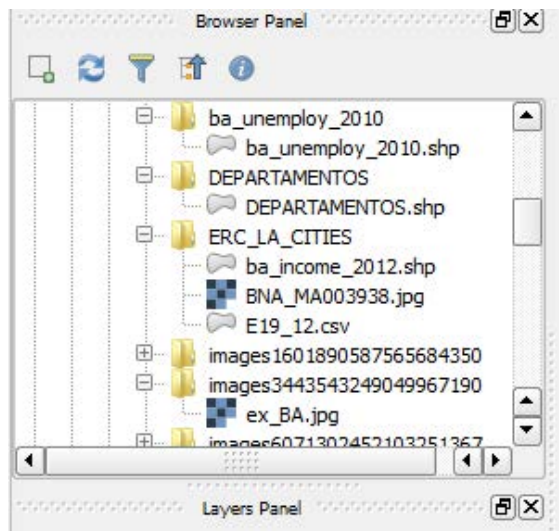 Browser Panel
ba_unemploy_2010
ba_unemploy_2010.shp
DEPARTAMENTOS
DEPARTAMENTOS.shp
ERC_LA_CITIES
ba_income_2012.shp
BNA_MA003938.jpg
E19_12.csv
images1601890587565684350
images3443543249049967190
ex_BA.jpg
images6071302452103251367
Layers Panel